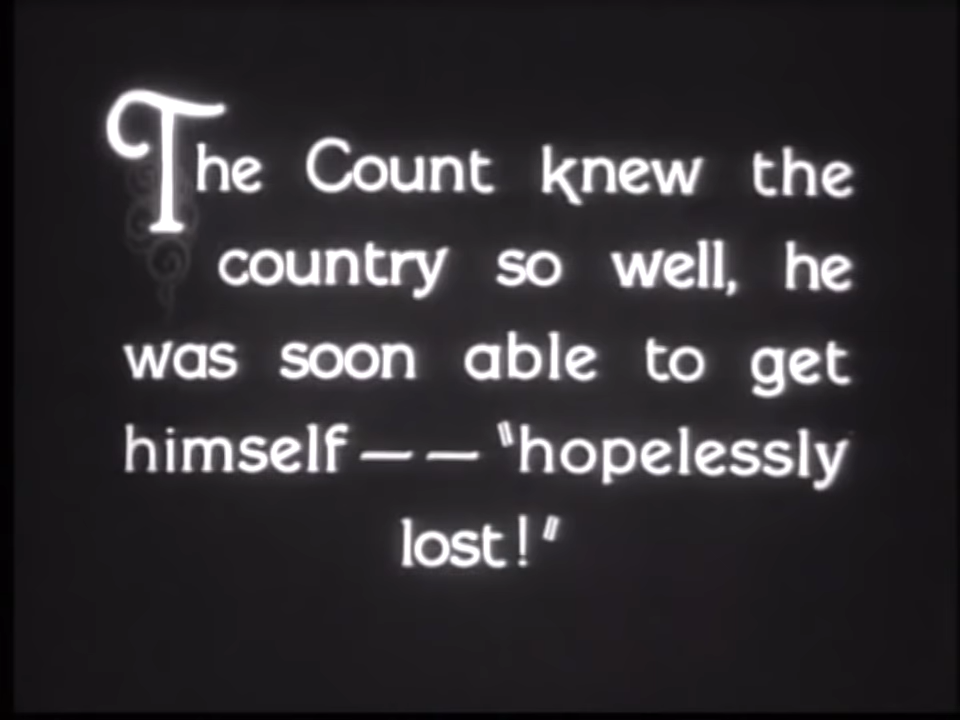 The Count knew the
country so well, he
was soon able to get
himself — — "hopelessly
lost!"